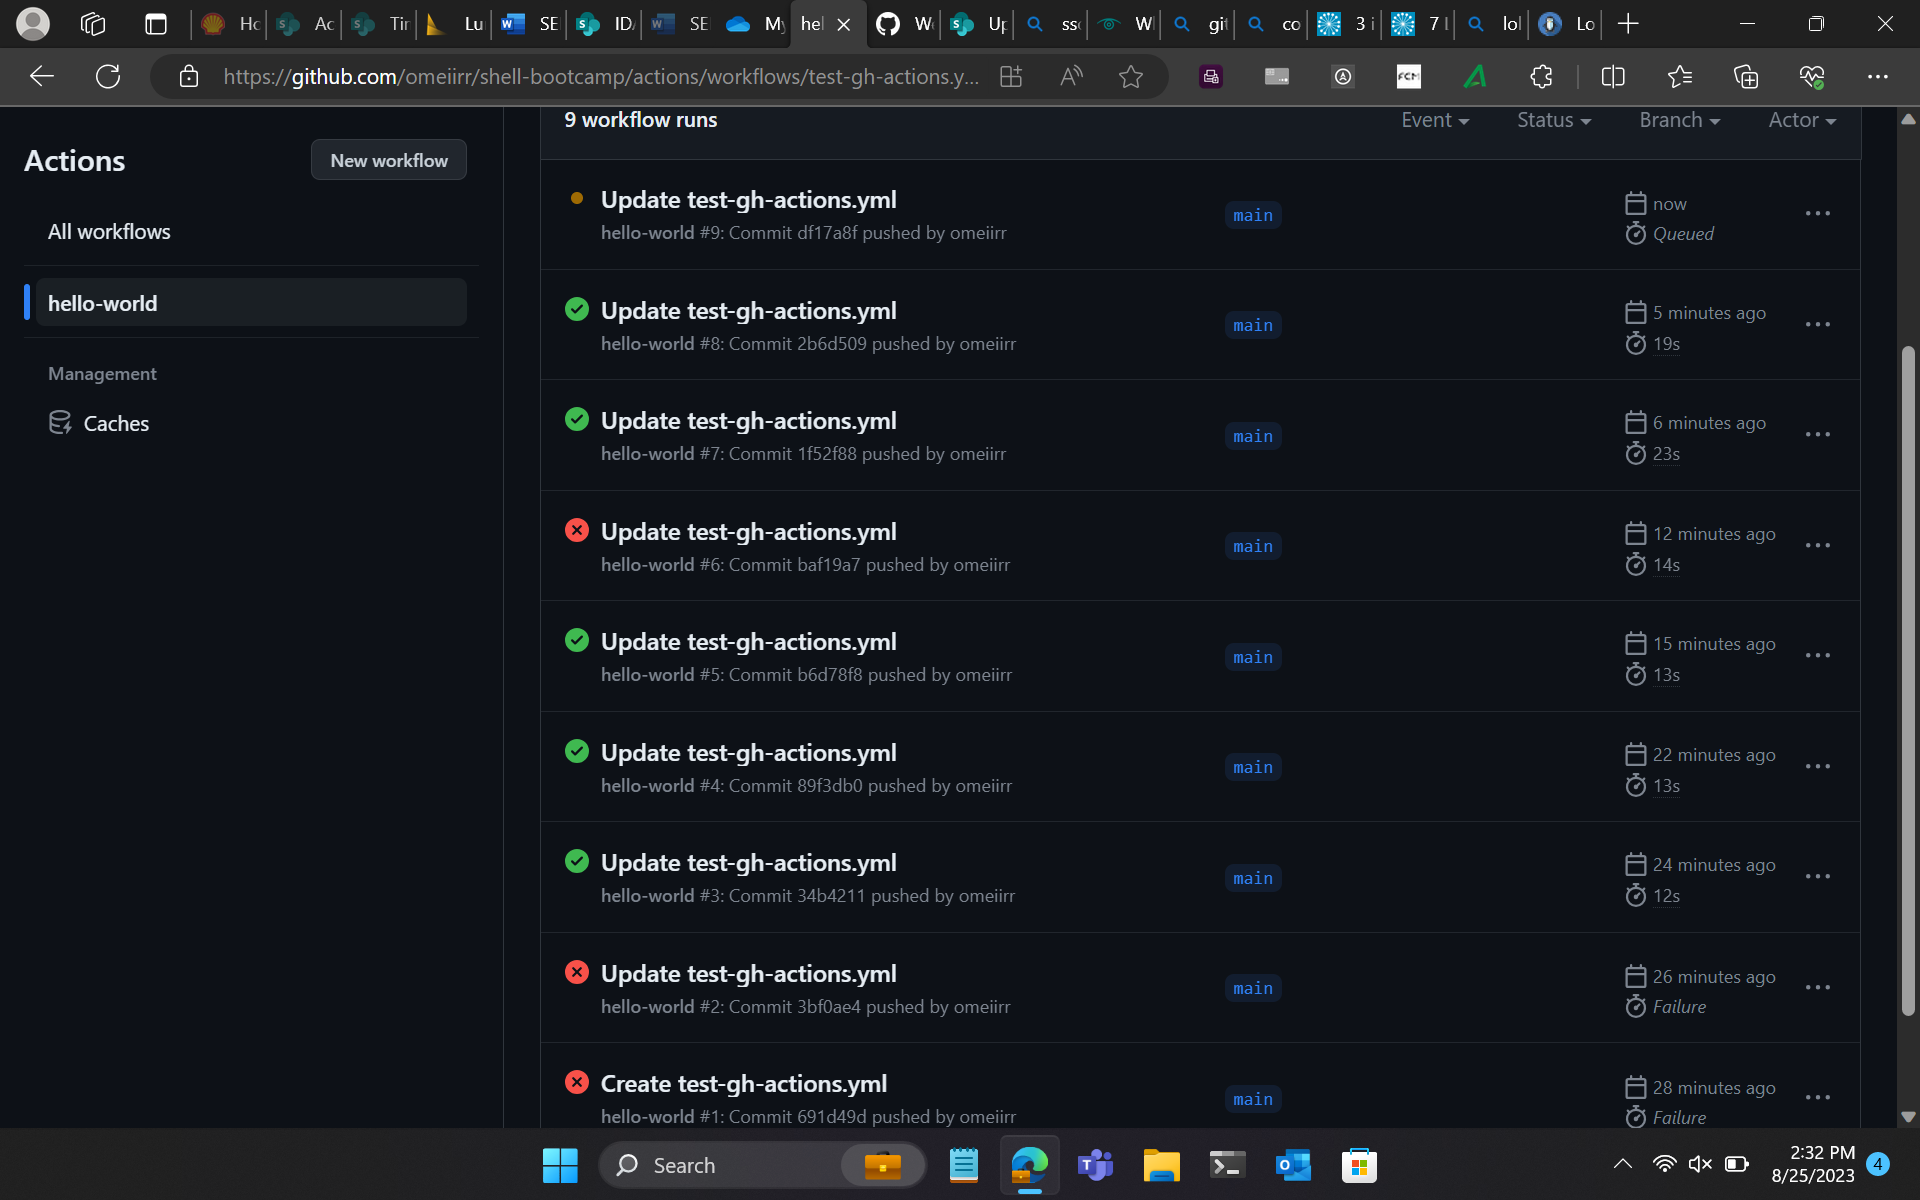 Ho
Ac
Tir
Lu
SE
ID
SE
My
hel
We
Up
ss
Wl
git
co
3 i
7 l
lol
Lo
https://github.com/omeiirr/shell-bootcamp/actions/workflows/test-gh-actions.y...
Actions
New workflow
All workflows
hello-world
Management
Caches
9 workflow runs
Event Status Branch Actor
Update test-gh-actions.yml
hello-world #9: Commit df17a8f pushed by omeiirr
main
now
Queued
Update test-gh-actions.yml
hello-world #8: Commit 2b6d509 pushed by omeiirr
main
5 minutes ago
19s
Update test-gh-actions.yml
hello-world #7: Commit 1f52f88 pushed by omeiirr
main
6 minutes ago
23s
Update test-gh-actions.yml
hello-world #6: Commit baf19a7 pushed by omeiirr
main
12 minutes ago
14s
Update test-gh-actions.yml
hello-world #5: Commit b6d78f8 pushed by omeiirr
main
15 minutes ago
13s
Update test-gh-actions.yml
hello-world #4: Commit 89f3db0 pushed by omeiirr
main
22 minutes ago
13s
Update test-gh-actions.yml
hello-world #3: Commit 34b4211 pushed by omeiirr
main
24 minutes ago
12s
Update test-gh-actions.yml
hello-world #2: Commit 3bf0ae4 pushed by omeiirr
main
26 minutes ago
Failure
Create test-gh-actions.yml
hello-world #1: Commit 691d49d pushed by omeiirr
main
28 minutes ago
Failure
Search
2:32 PM
8/25/2023
4